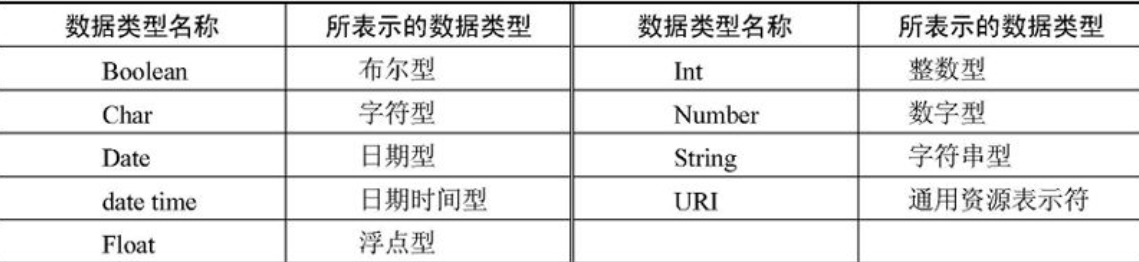 数据类型名称 所表示的数据类型 数据类型名称 所表示的数据类型
Boolean 布尔型 Int 整数型
Char 字符型 Number 数字型
Date 日期型 String 字符串型
date time 日期时间型 URI 通用资源表示符
Float 浮点型